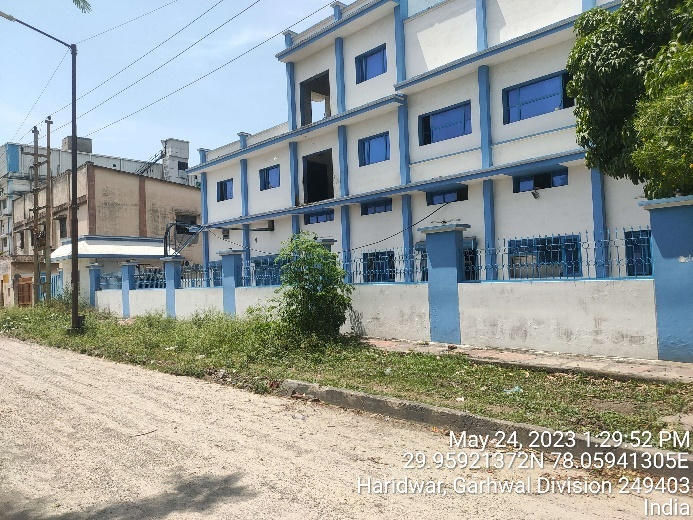 May 24, 2023 1:29:52 PM
29.95921372N 78.05941305E
Haridwar, Garhwal Division 249403
India